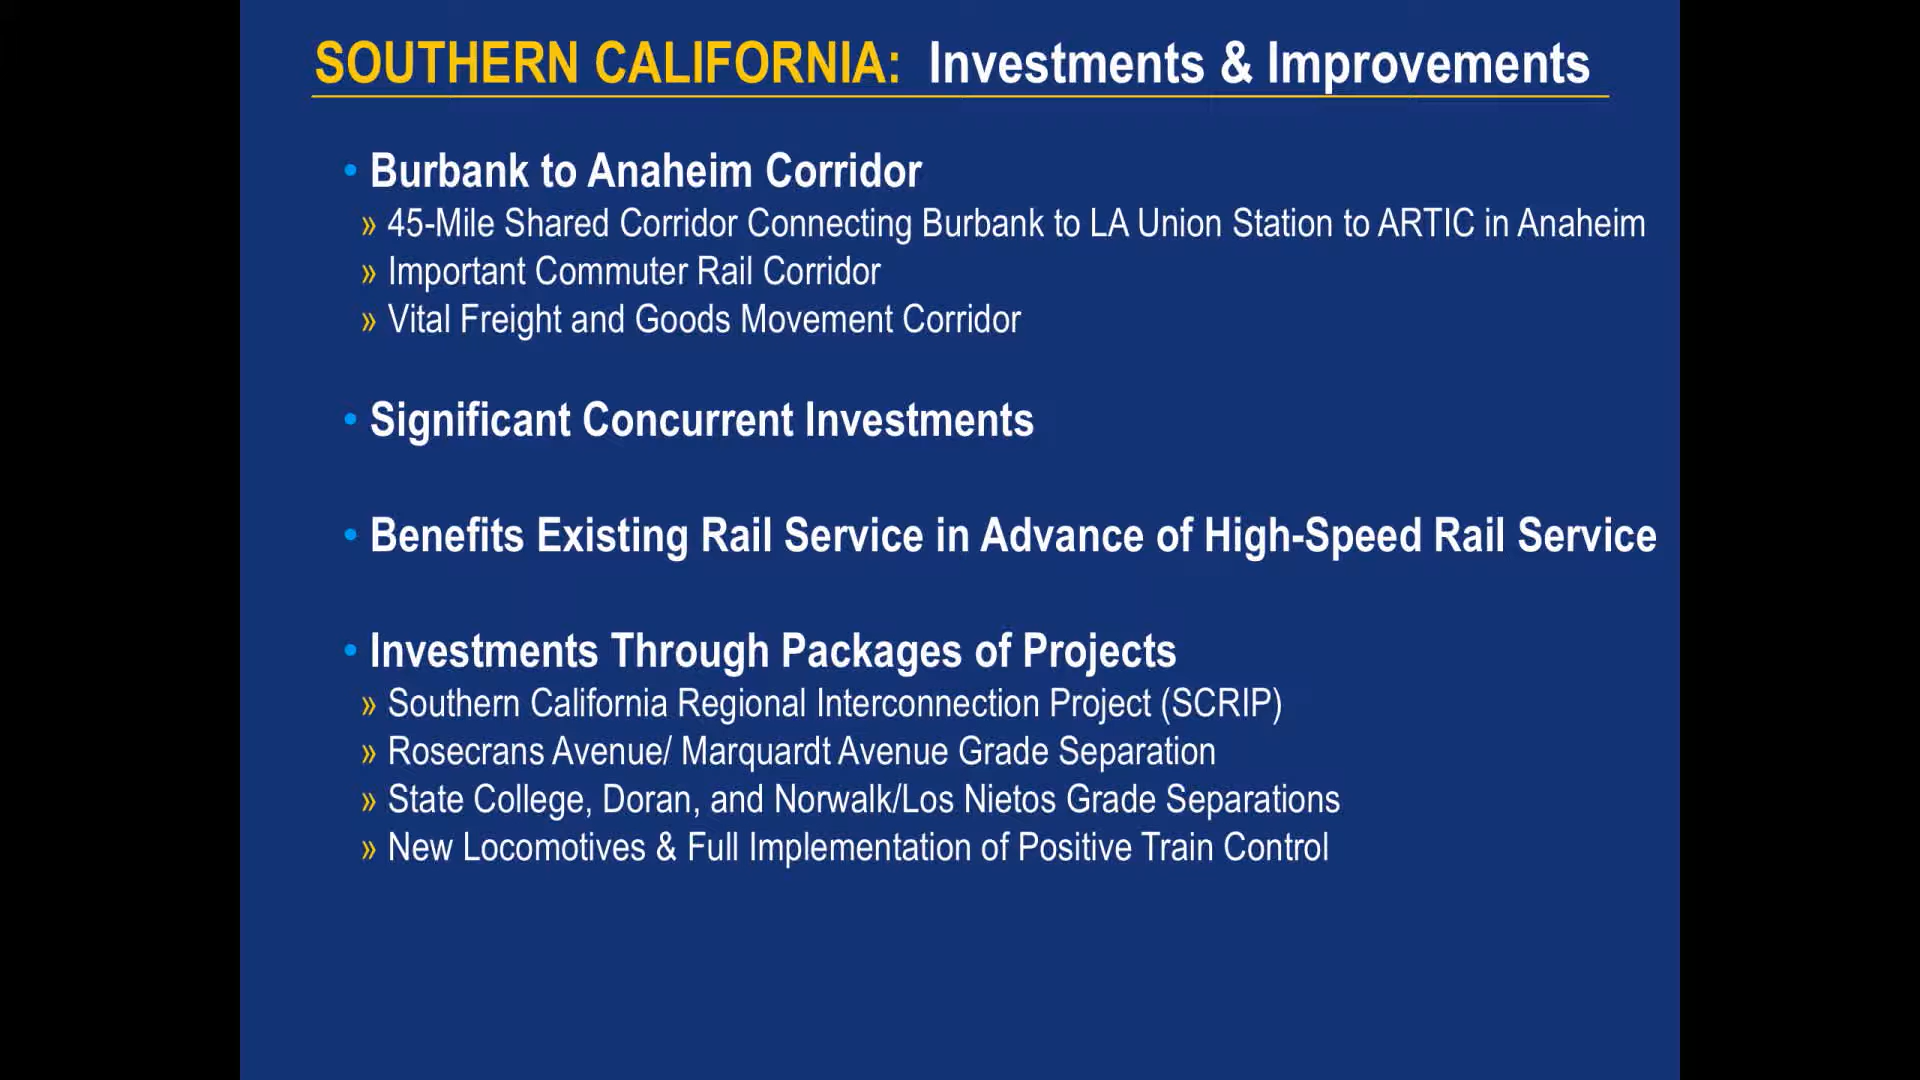 SOUTHERN CALIFORNIA: Investments & Improvements
• Burbank to Anaheim Corridor
» 45-Mile Shared Corridor Connecting Burbank to LA Union Station to ARTIC in Anaheim
» Important Commuter Rail Corridor
» Vital Freight and Goods Movement Corridor
• Significant Concurrent Investments
• Benefits Existing Rail Service in Advance of High-Speed Rail Service
• Investments Through Packages of Projects
» Southern California Regional Interconnection Project (SCRIP)
» Rosecrans Avenue/ Marquardt Avenue Grade Separation
» State College, Doran, and Norwalk/Los Nietos Grade Separations
» New Locomotives & Full Implementation of Positive Train Control